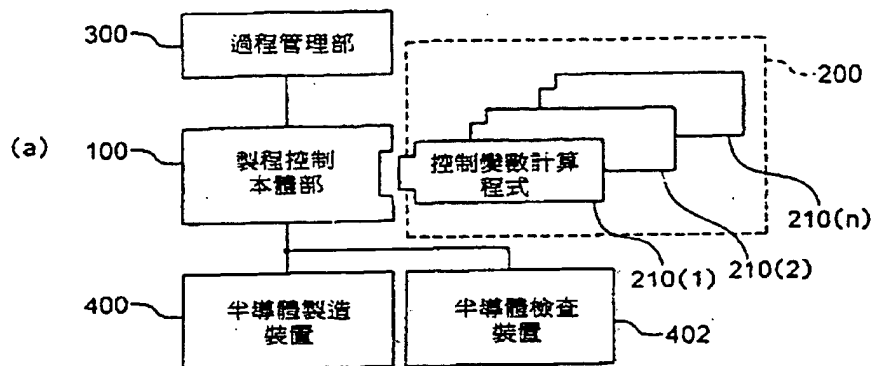 300
過程管理部
200
(a)
100
製程控制
本體部
控制變數計算
程式
210(n)
210(2)
210(1)
400
半導體製造
裝置
半導體檢查
裝置
402